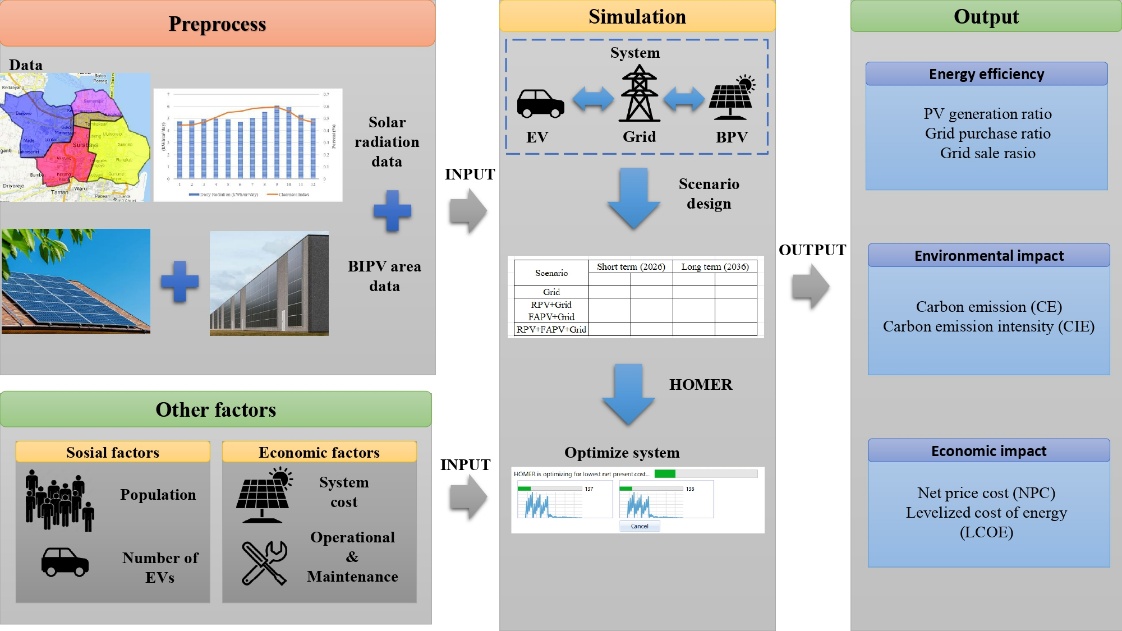 Preprocess
Data
Surabaya
Solar
radiation
data
BIPV area
data
Other factors
Sosial factors
Population
Number of
EVs
Economic factors
System
cost
Operational
&
Maintenance
INPUT
INPUT
Simulation
System
EV
Grid
BPV
Scenario
design
Scenario
Short term (2026)
Long term (2036)
Grid
RPV+Grid
FAPV+Grid
RPV+FAPV+Grid
HOMER
Optimize system
HOMER is optimizing for lowest net present cost...
127
123
Cancel
OUTPUT
Output
Energy efficiency
PV generation ratio
Grid purchase ratio
Grid sale rasio
Environmental impact
Carbon emission (CE)
Carbon emission intensity (CIE)
Economic impact
Net price cost (NPC)
Levelized cost of energy
(LCOE)